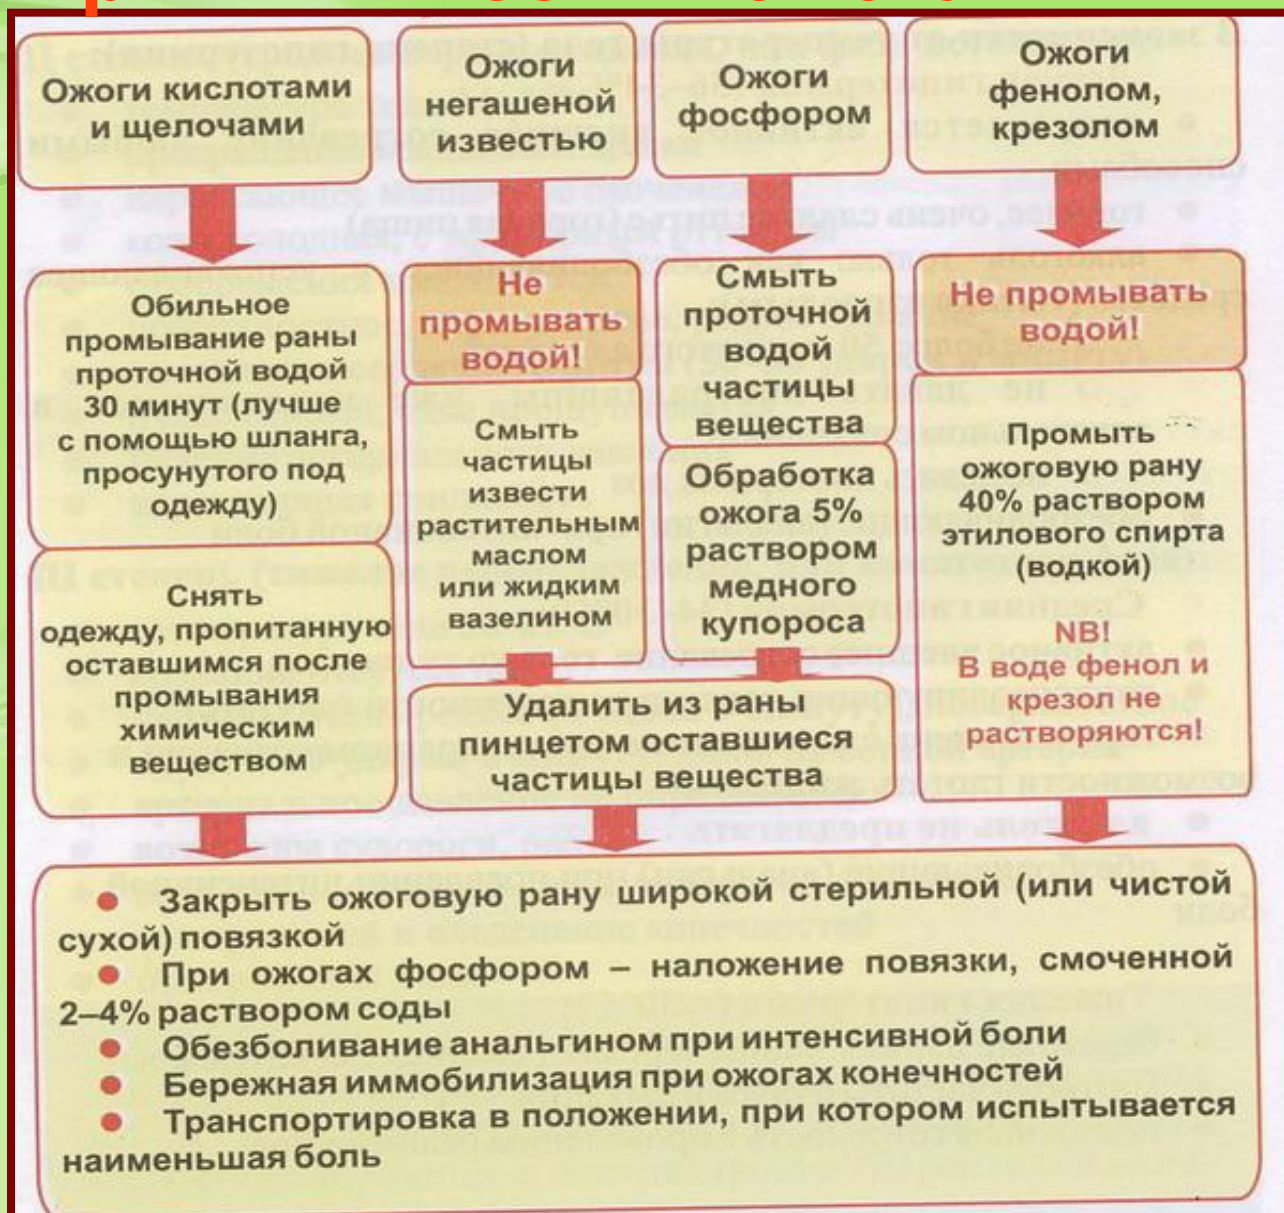 Ожоги кислотами
и щелочами
Ожоги
негашеной
известью
Ожоги
фосфором
Ожоги
фенолом,
крезолом
Обильное
промывание раны
проточной водой
30 минут (лучше
с помощью шланга,
просунутого под
одежду)
Снять
одежду, пропитанную
оставшимся после
промывания
химическим
веществом
Не
промывать
водой!
Смыть
частицы
извести
растительным
маслом
или жидким
вазелином
Смыть
проточной
водой
частицы
вещества
Обработка
ожога 5%
раствором
медного
купороса
Удалить из раны
пинцетом оставшиеся
частицы вещества
Не промывать
водой!
Промыть
ожоговую рану
40% раствором
этилового спирта
(водкой)
NB!
В воде фенол и
крезол не
растворяются!
● Закрыть ожоговую рану широкой стерильной (или чистой
сухой) повязкой
● При ожогах фосфором – наложение повязки, смоченной
2–4% раствором соды
● Обезболивание анальгином при интенсивной боли
● Бережная иммобилизация при ожогах конечностей
● Транспортировка в положении, при котором испытывается
наименьшая боль